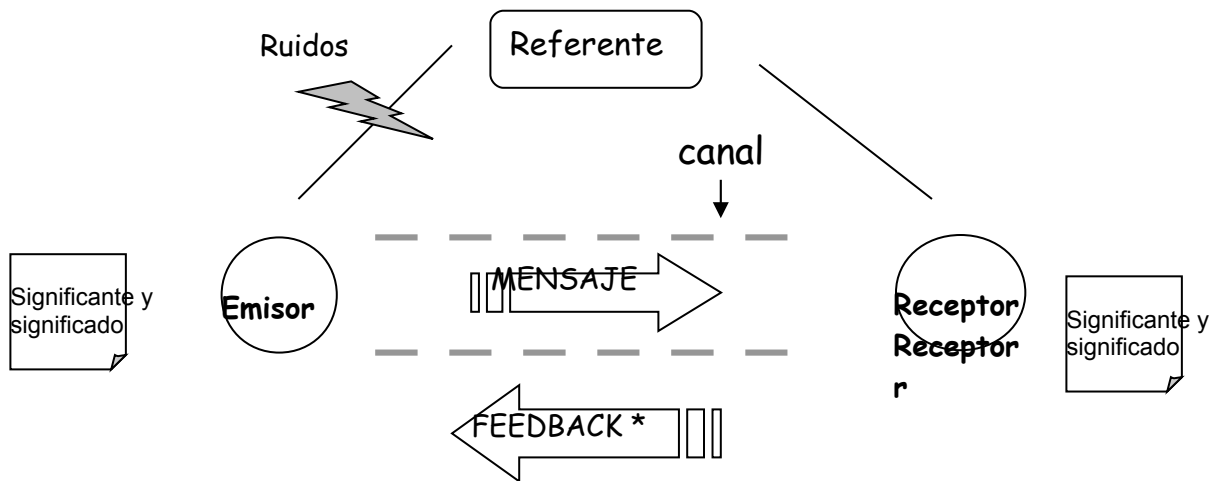 Ruidos
Referente
canal
MENSAJE
Significante y
significado
Emisor
Receptor
Receptor
r
Significante y
significado
FEEDBACK *